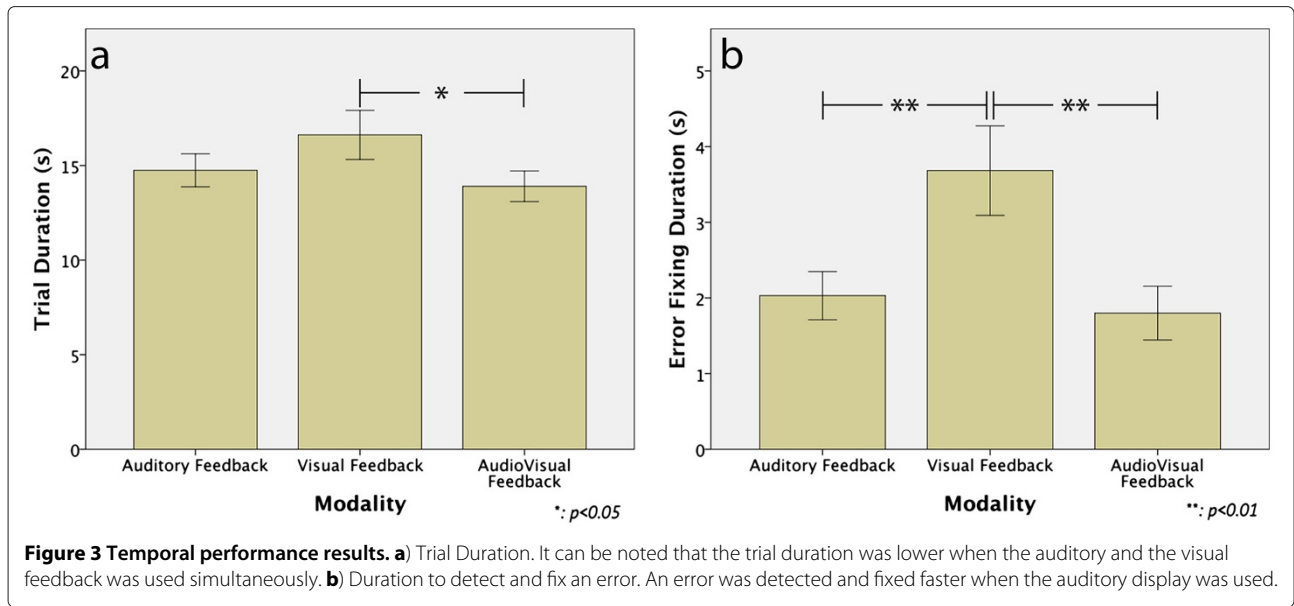 a
20
15
10
5
0
Trial Duration (s)
*
Auditory Feedback
Visual Feedback
AudioVisual
Feedback
Modality
*: p<0.05
b
5
4
3
2
1
0
Error Fixing Duration (s)
**
**
Auditory Feedback
Visual Feedback
AudioVisual
Feedback
Modality
**: p<0.01
Figure 3 Temporal performance results. a) Trial Duration. It can be noted that the trial duration was lower when the auditory and the visual
feedback was used simultaneously. b) Duration to detect and fix an error. An error was detected and fixed faster when the auditory display was used.